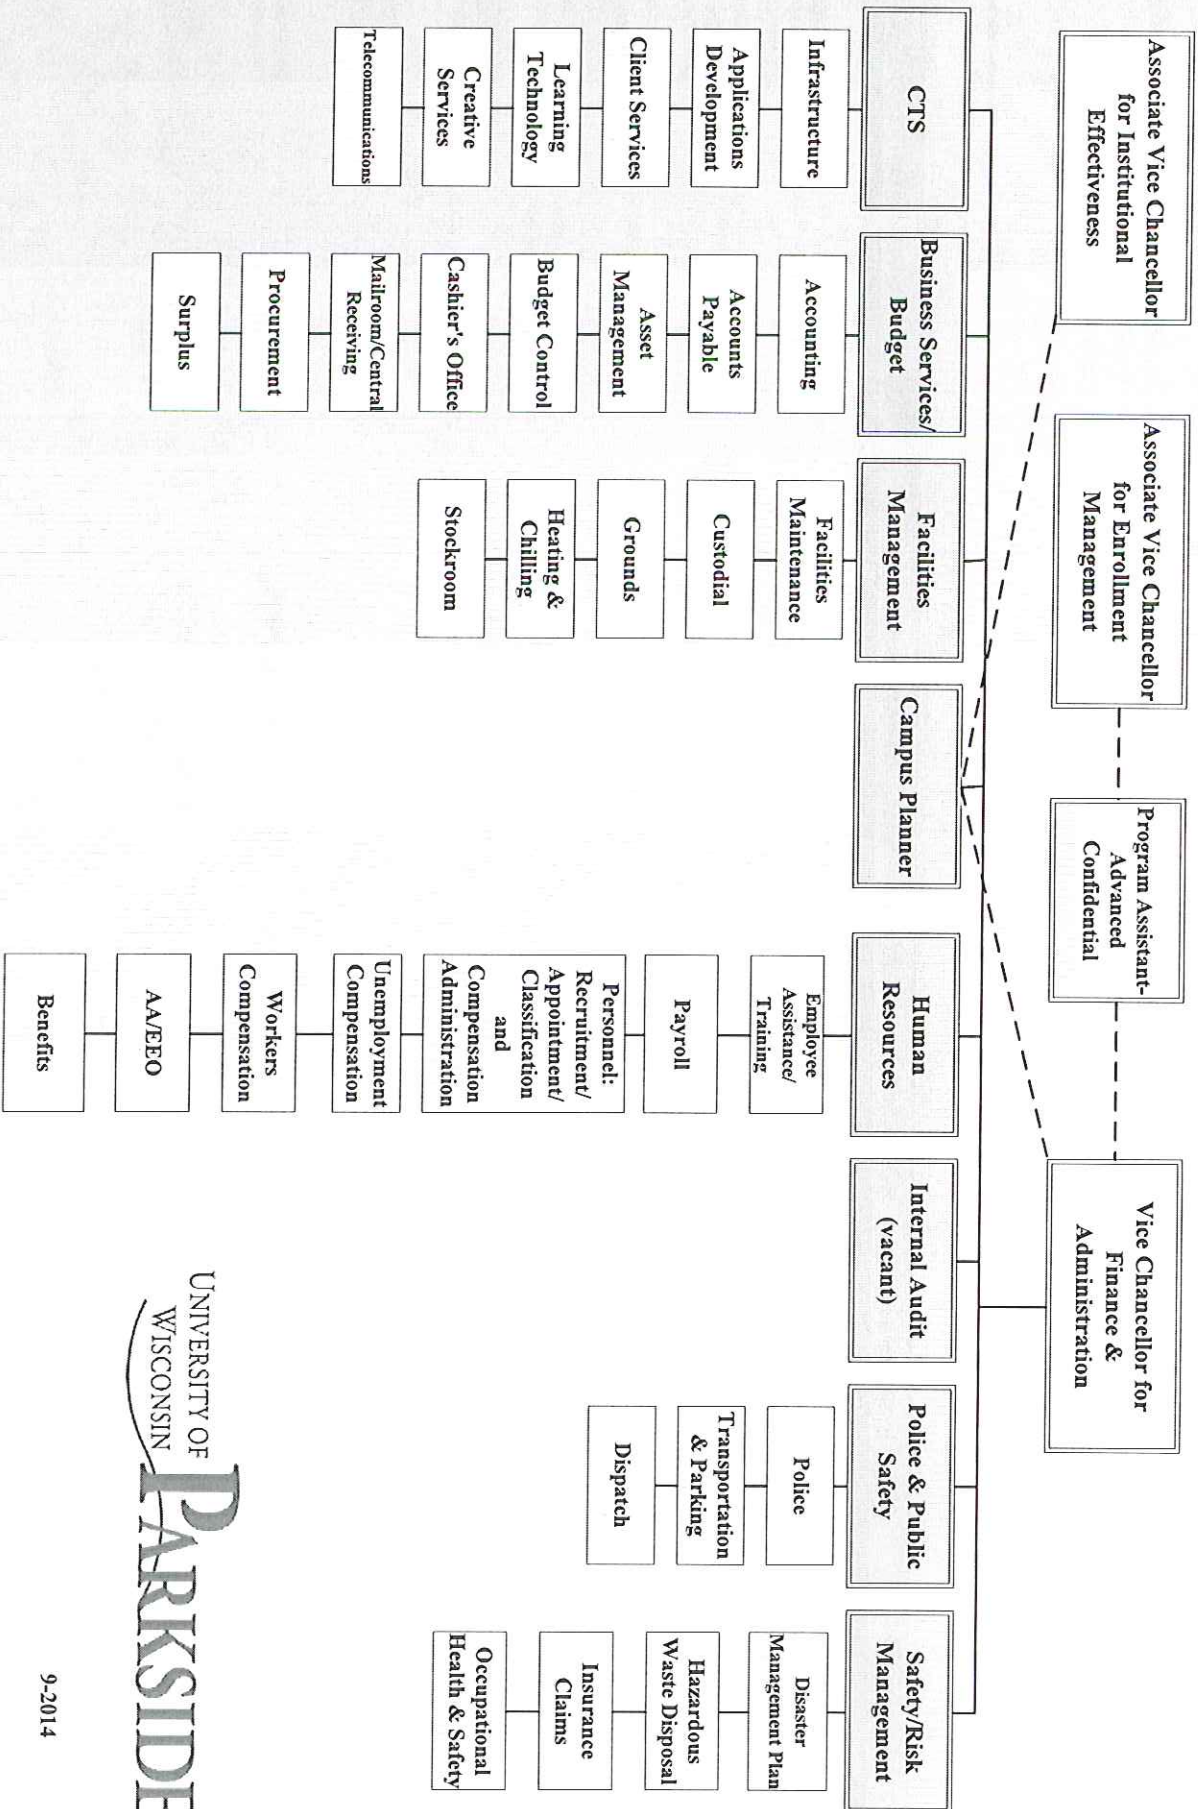 Associate Vice Chancellor
for Institutional
Effectiveness
Associate Vice Chancellor
for Enrollment
Management
Program Assistant-
Advanced
Confidential
Vice Chancellor for
Finance &
Administration
CTS
Infrastructure
Applications
Development
Client Services
Learning
Technology
Creative
Services
Telecommunications
Business Services/
Budget
Accounting
Accounts
Payable
Asset
Management
Budget Control
Cashier's Office
Mailroom/Central
Receiving
Procurement
Surplus
Facilities
Management
Facilities
Maintenance
Custodial
Grounds
Heating &
Chilling
Stockroom
Campus Planner
Human
Resources
Employee
Assistance/
Training
Payroll
Personnel:
Recruitment/
Appointment/
Classification
and
Compensation
Administration
Unemployment
Compensation
Workers
Compensation
AA/EEO
Benefits
Internal Audit
(vacant)
Police & Public
Safety
Police
Transportation
& Parking
Dispatch
Safety/Risk
Management
Disaster
Management Plan
Hazardous
Waste Disposal
Insurance
Claims
Occupational
Health & Safety
UNIVERSITY OF
WISCONSIN
PARKSIDE
9-2014